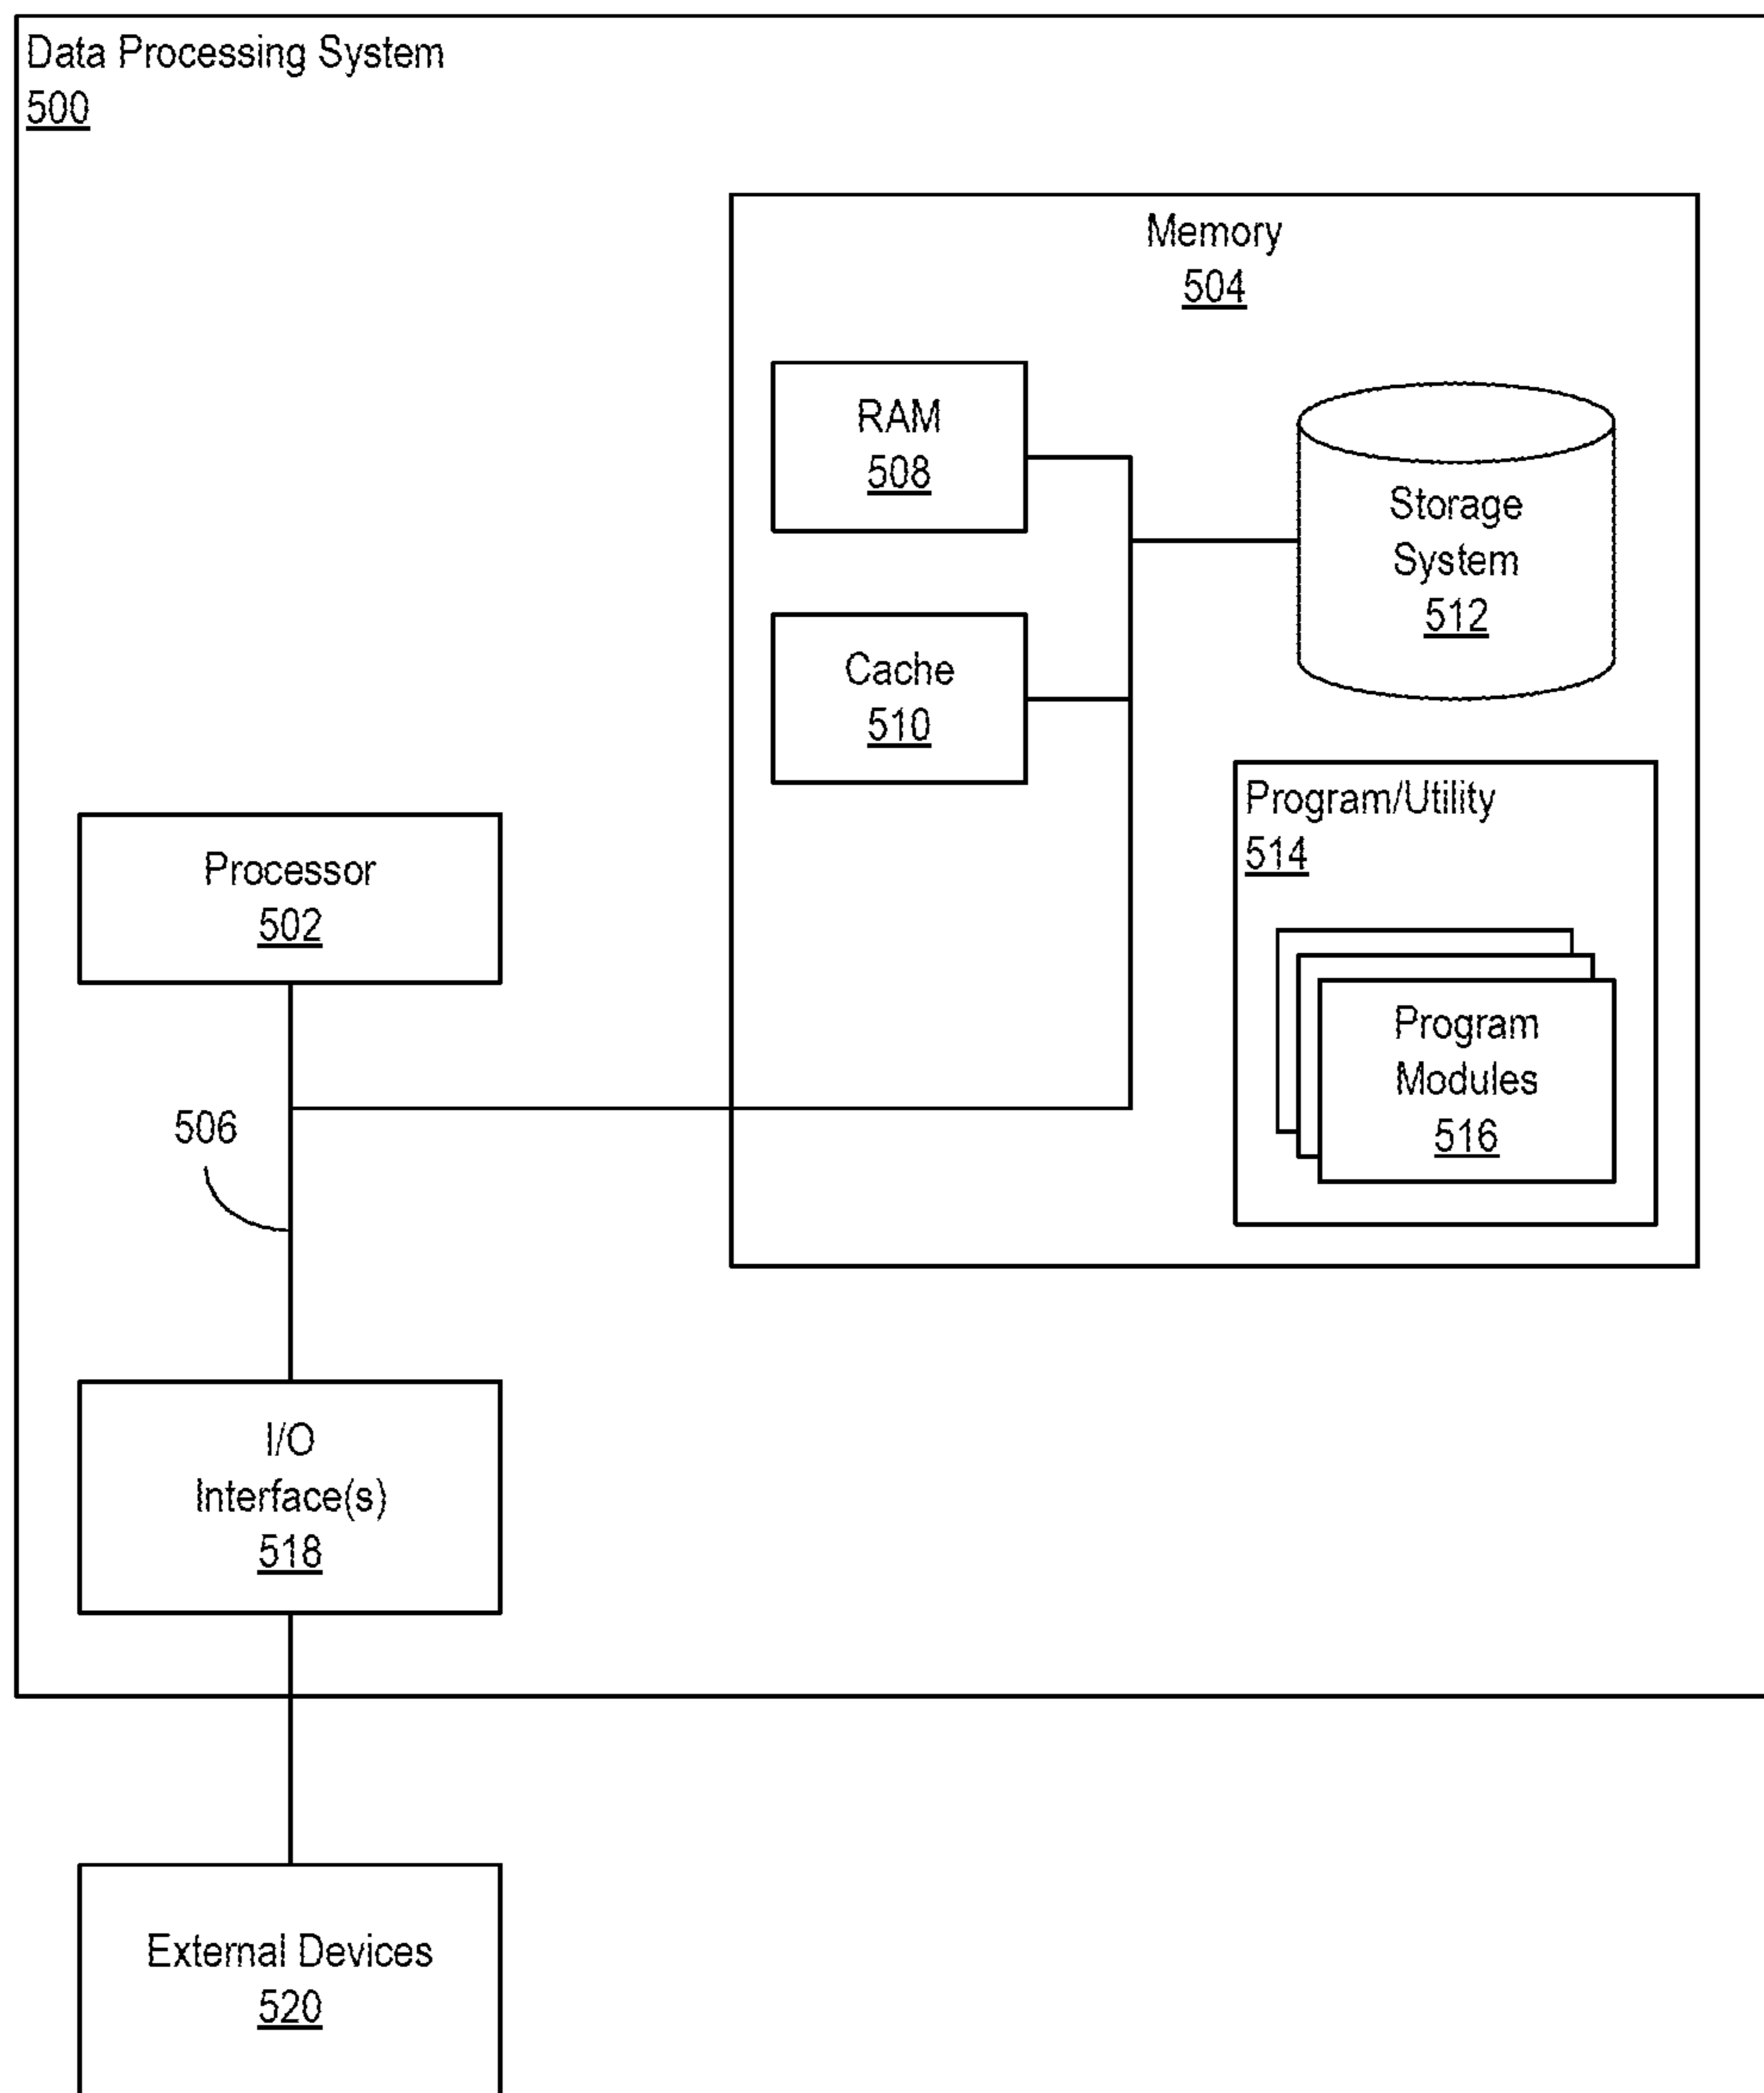 Data Processing System
500
Memory
504
RAM
508
Storage
System
512
Cache
510
Program/Utility
514
Processor
502
Program
Modules
516
506
I/O
Interface(s)
518
External Devices
520